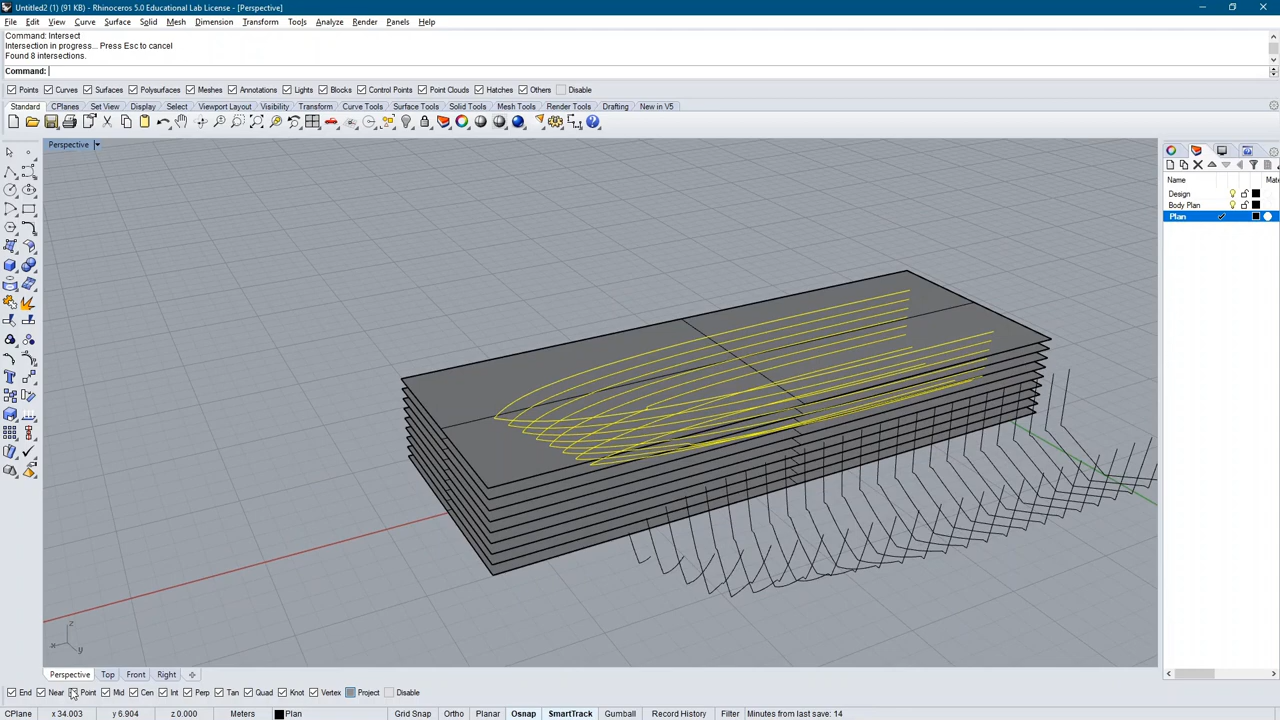 Untitled2 (1) (91 KB) - Rhinoceros 5.0 Educational Lab License - [Perspective]
File Edit View Curve Surface Solid Mesh Dimension Transform Tools Analyze Render Panels Help
Command: Intersect
Intersection in progress... Press Esc to cancel
Found 8 intersections.
Command:
Points Curves Surfaces Polysurfaces Meshes Annotations Lights Blocks Control Points Point Clouds Hatches Others Disable
Standard CPlanes Set View Display Select Viewport Layout Visibility Transform Curve Tools Surface Tools Solid Tools Mesh Tools Render Tools Drafting New in V5
Perspective
Name Mate
Design
Body Plan
Plan
z
x
y
Perspective Top Front Right
End Near Point Mid Cen Int Perp Tan Quad Knot Vertex Project Disable
CPlane x 34.003 y 6.904 z 0.000 Meters Plan Grid Snap Ortho Planar Osnap SmartTrack Gumball Record History Filter Minutes from last save: 14